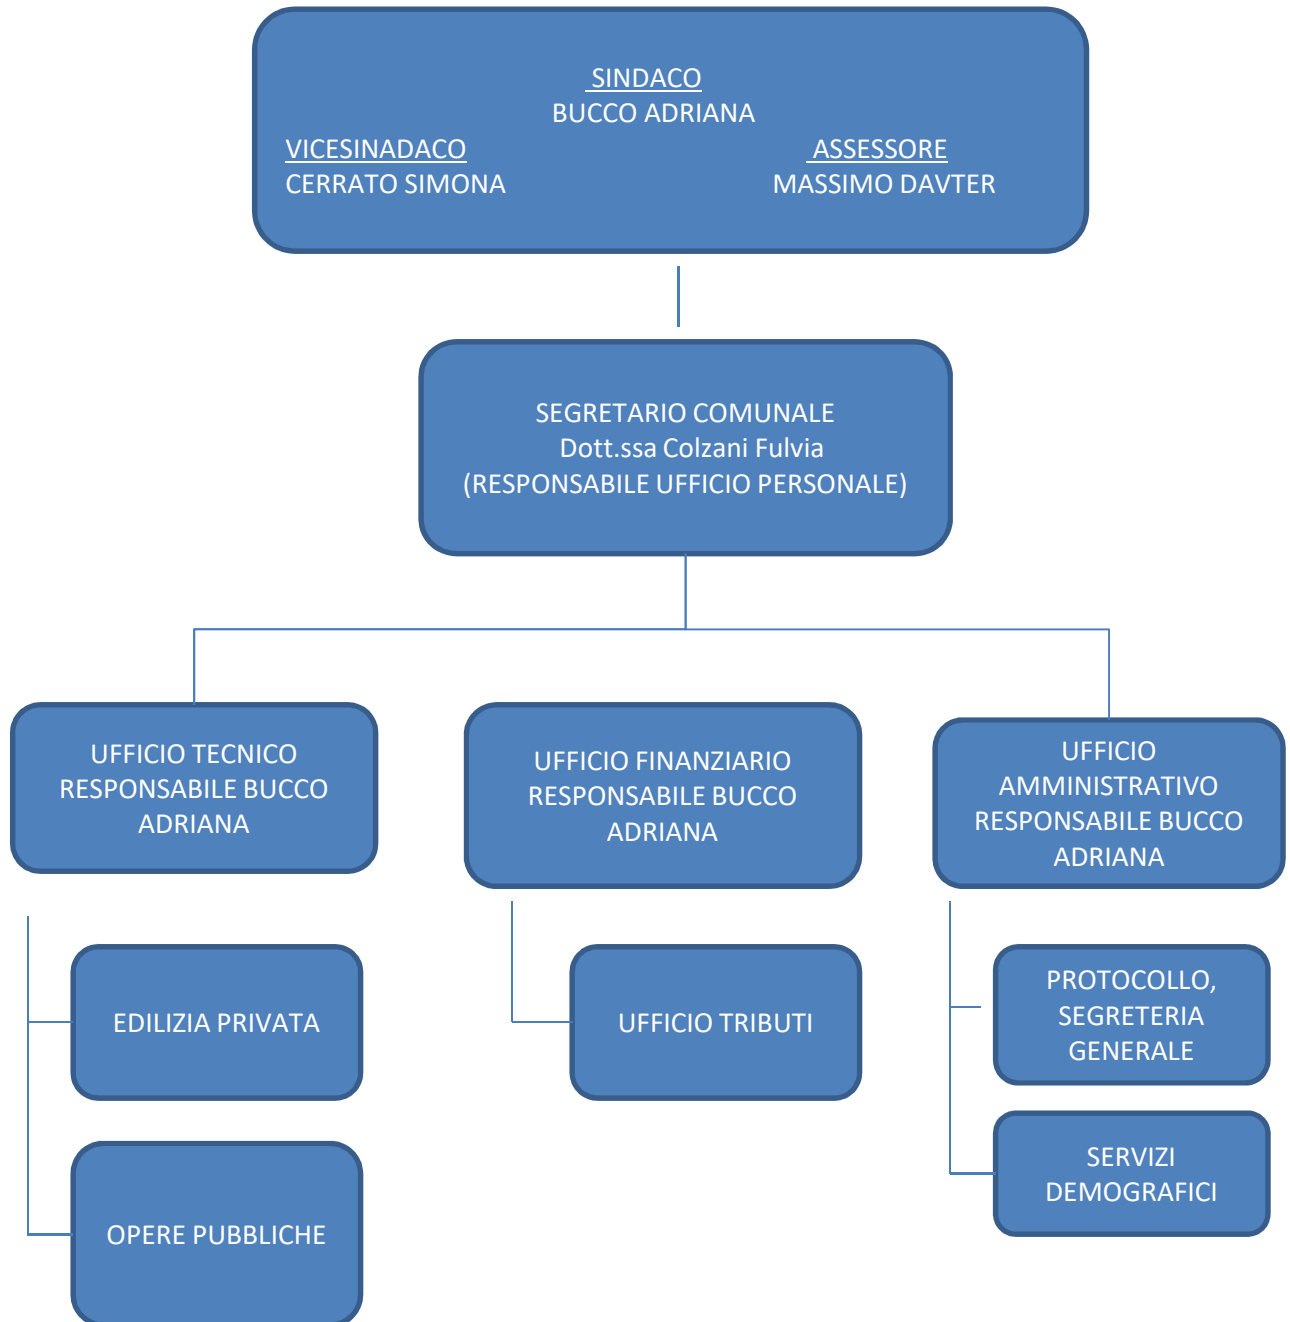 SINDACO
BUCCO ADRIANA
VICESINADACO ASSESSORE
CERRATO SIMONA MASSIMO DAVTER
SEGRETARIO COMUNALE
Dott.ssa Colzani Fulvia
(RESPONSABILE UFFICIO PERSONALE)
UFFICIO TECNICO
RESPONSABILE BUCCO
ADRIANA
UFFICIO FINANZIARIO
RESPONSABILE BUCCO
ADRIANA
UFFICIO
AMMINISTRATIVO
RESPONSABILE BUCCO
ADRIANA
EDILIZIA PRIVATA
OPERE PUBBLICHE
UFFICIO TRIBUTI
PROTOCOLLO,
SEGRETERIA
GENERALE
SERVIZI
DEMOGRAFICI